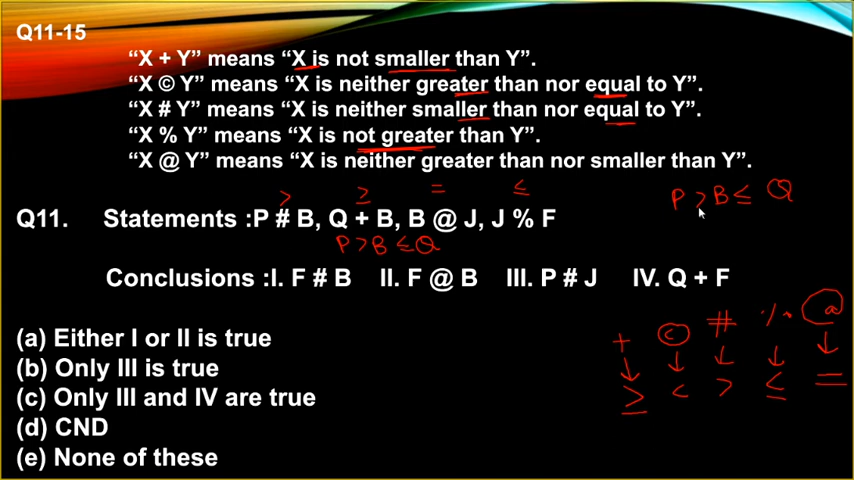 Q11-15
“X + Y” means “X is not smaller than Y”.
“X © Y” means “X is neither greater than nor equal to Y”.
“X # Y” means “X is neither smaller than nor equal to Y”.
“X % Y” means “X is not greater than Y”.
“X @ Y” means “X is neither greater than nor smaller than Y”.
> ≥ = ≤
P > B ≤ Q
Q11. Statements :P # B, Q + B, B @ J, J % F
P > B ≤ Q
Conclusions :I. F # B II. F @ B III. P # J IV. Q + F
(a) Either I or II is true
(b) Only III is true
(c) Only III and IV are true
(d) CND
(e) None of these
+ © # % @
↓ ↓ ↓ ↓ ↓
≥ < > ≤ =